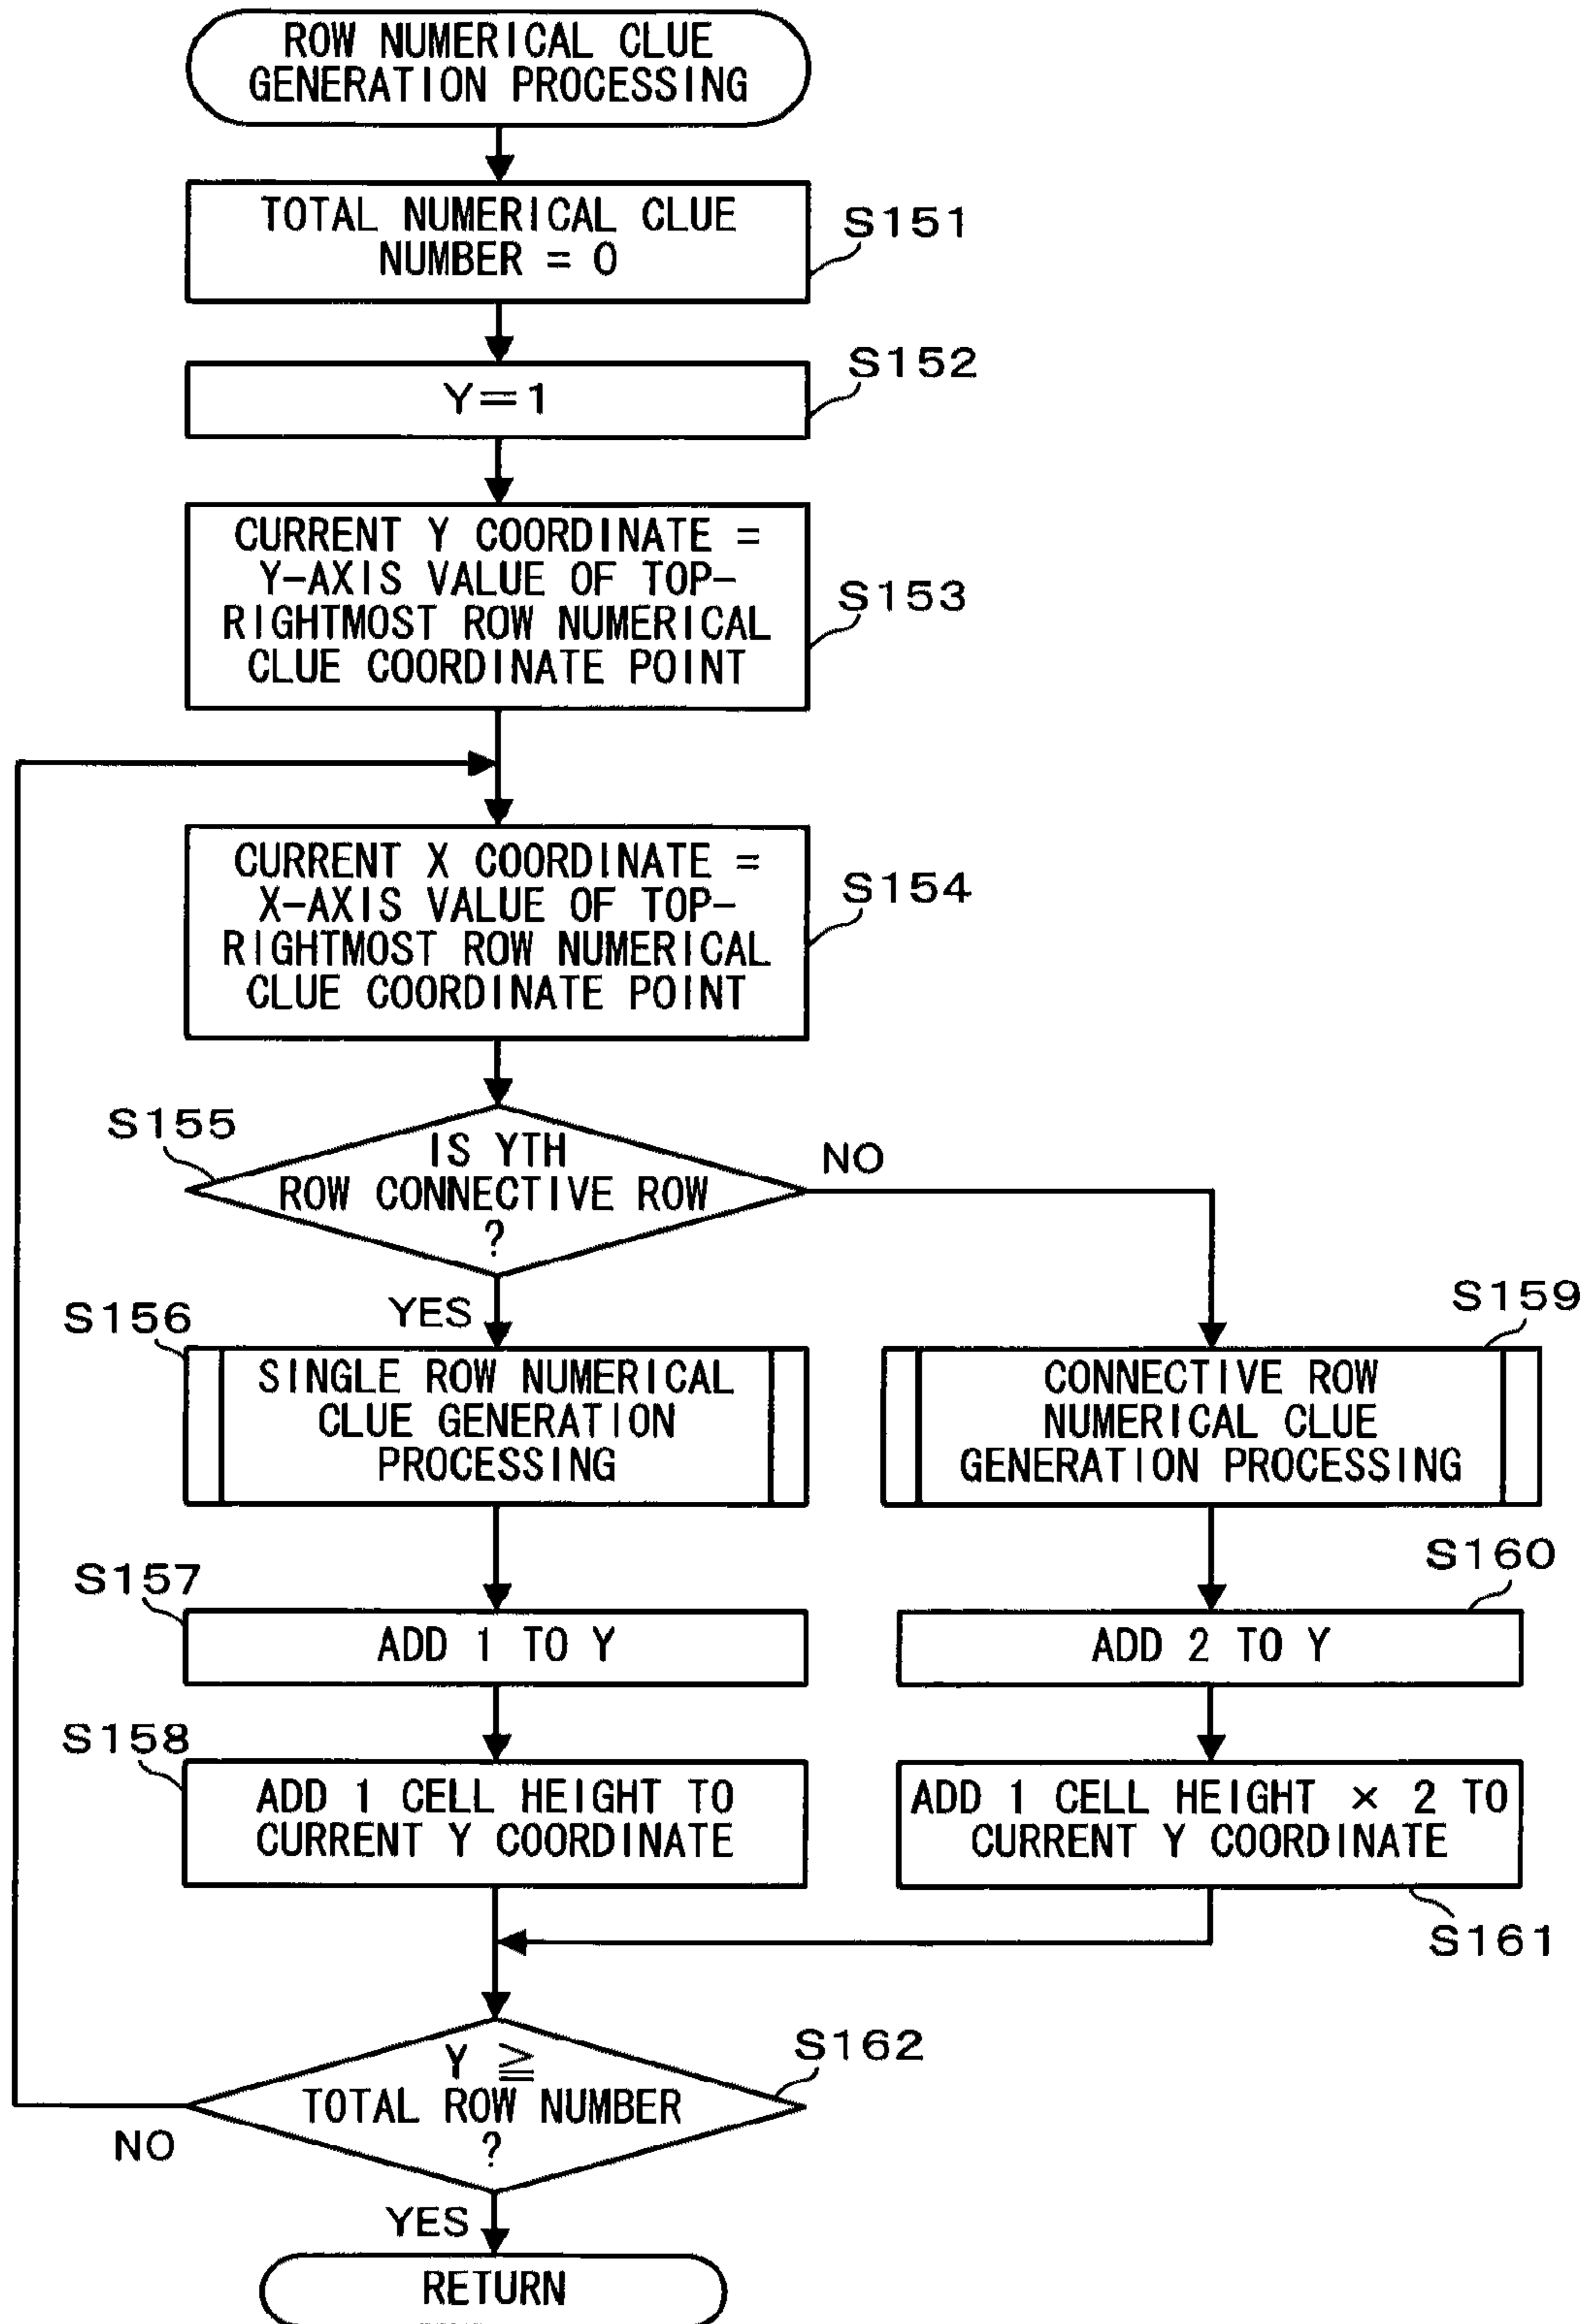 ROW NUMERICAL CLUE
GENERATION PROCESSING
TOTAL NUMERICAL CLUE
NUMBER = 0
S151
Y=1
S152
CURRENT Y COORDINATE =
Y-AXIS VALUE OF TOP-
RIGHTMOST ROW NUMERICAL
CLUE COORDINATE POINT
S153
CURRENT X COORDINATE =
X-AXIS VALUE OF TOP-
RIGHTMOST ROW NUMERICAL
CLUE COORDINATE POINT
S154
S155
IS YTH
ROW CONNECTIVE ROW
?
NO
YES
S156
SINGLE ROW NUMERICAL
CLUE GENERATION
PROCESSING
S159
CONNECTIVE ROW
NUMERICAL CLUE
GENERATION PROCESSING
S157
ADD 1 TO Y
S160
ADD 2 TO Y
S158
ADD 1 CELL HEIGHT TO
CURRENT Y COORDINATE
ADD 1 CELL HEIGHT × 2 TO
CURRENT Y COORDINATE
S161
Y ≧
TOTAL ROW NUMBER
?
S162
NO
YES
RETURN